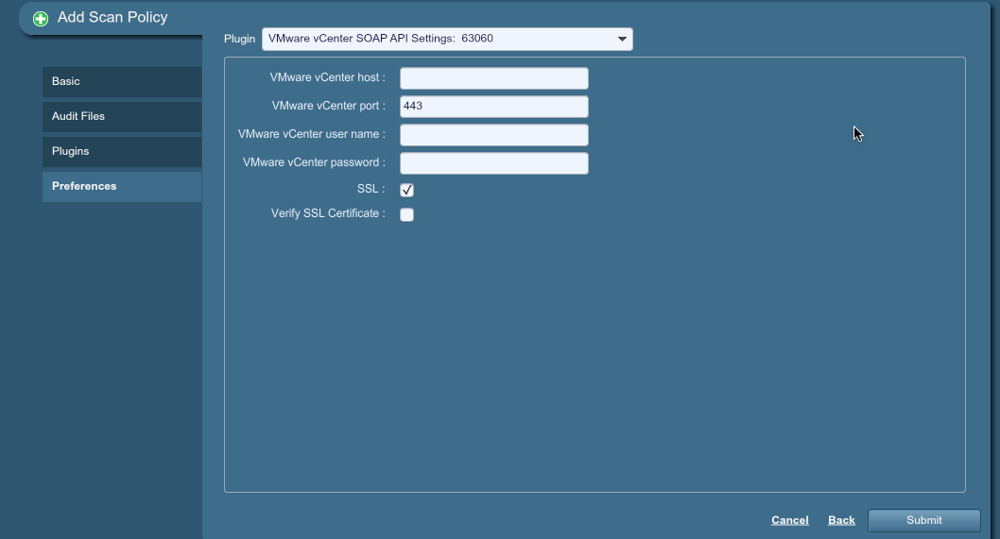 Add Scan Policy
Plugin VMware vCenter SOAP API Settings: 63060
Basic
Audit Files
Plugins
Preferences
VMware vCenter host :
VMware vCenter port : 443
VMware vCenter user name :
VMware vCenter password :
SSL :
Verify SSL Certificate :
Cancel Back Submit